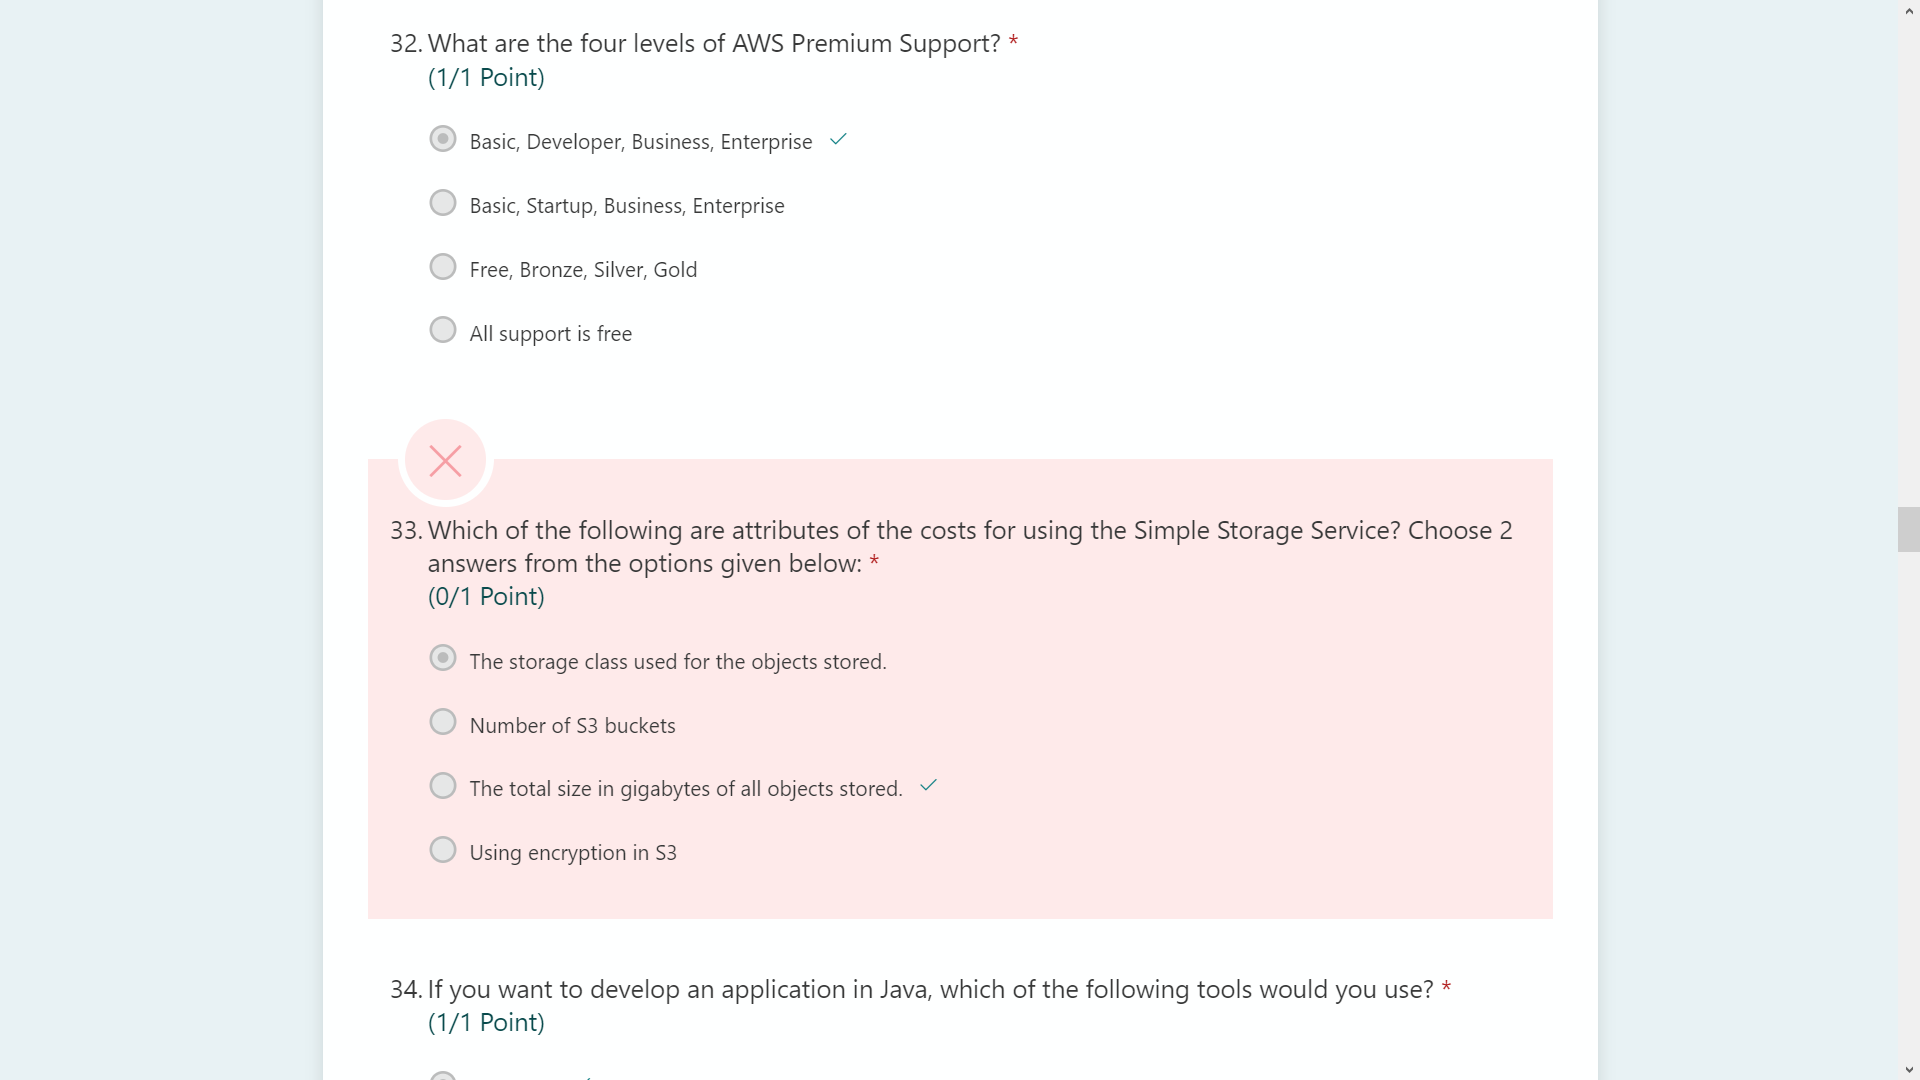 32. What are the four levels of AWS Premium Support? *
(1/1 Point)
Basic, Developer, Business, Enterprise
Basic, Startup, Business, Enterprise
Free, Bronze, Silver, Gold
All support is free
33. Which of the following are attributes of the costs for using the Simple Storage Service? Choose 2
answers from the options given below: *
(0/1 Point)
The storage class used for the objects stored.
Number of S3 buckets
The total size in gigabytes of all objects stored.
Using encryption in S3
34. If you want to develop an application in Java, which of the following tools would you use? *
(1/1 Point)